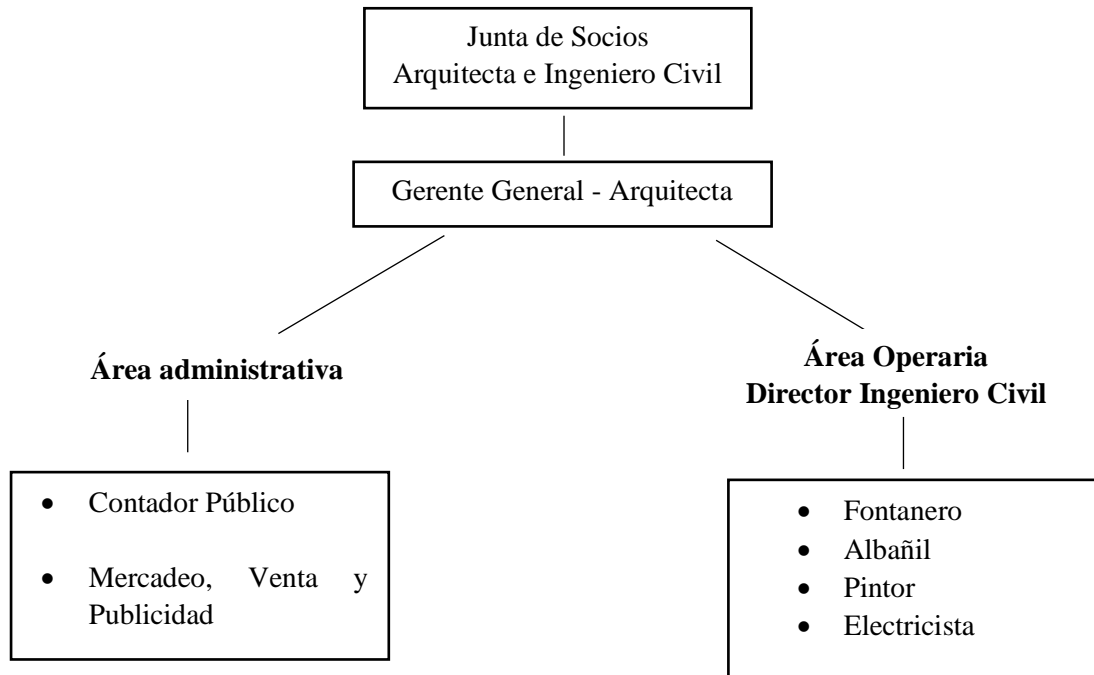 Junta de Socios
Arquitecta e Ingeniero Civil
Gerente General - Arquitecta
Área administrativa
Área Operaria
Director Ingeniero Civil
• Contador Público
• Mercadeo, Venta y
Publicidad
• Fontanero
• Albañil
• Pintor
• Electricista